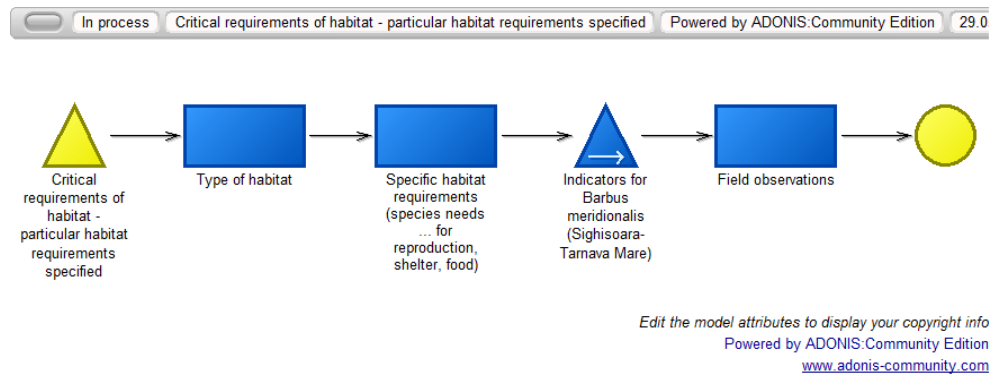 In process Critical requirements of habitat - particular habitat requirements specified Powered by ADONIS:Community Edition 29.0
Critical
requirements of
habitat -
particular habitat
requirements
specified
Type of habitat
Specific habitat
requirements
(species needs
... for
reproduction,
shelter, food)
Indicators for
Barbus
meridionalis
(Sighisoara-
Tarnava Mare)
Field observations
Edit the model attributes to display your copyright info
Powered by ADONIS:Community Edition
www.adonis-community.com